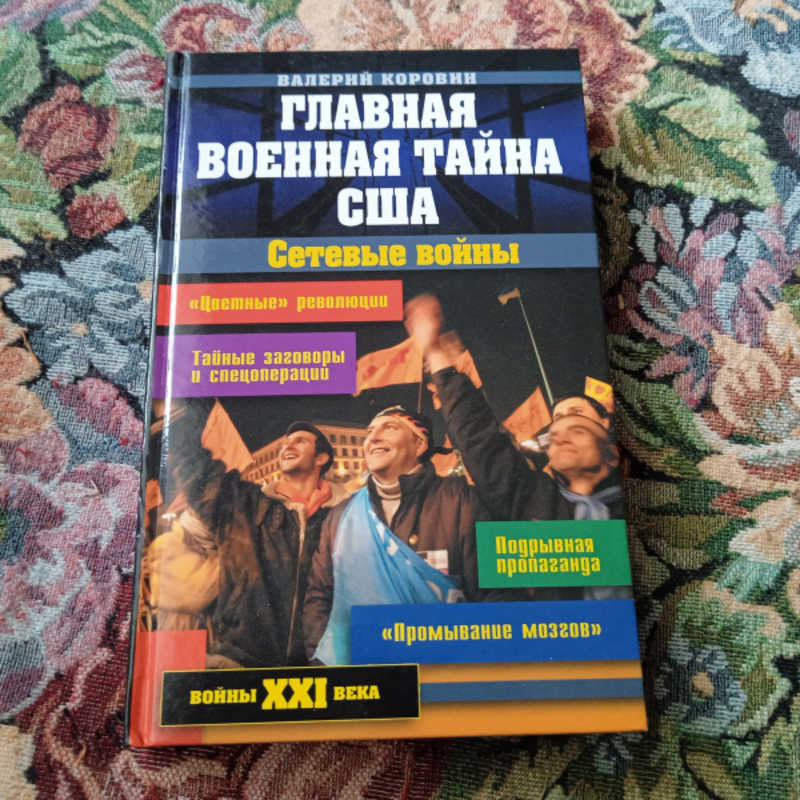 ВАЛЕРИЙ КОРОВИН
ГЛАВНАЯ
ВОЕННАЯ ТАЙНА
США
Сетевые войны
«Цветные» революции
Тайные заговоры
и спецоперации
Подрывная
пропаганда
«Промывание мозгов»
ВОЙНЫ XXI ВЕКА